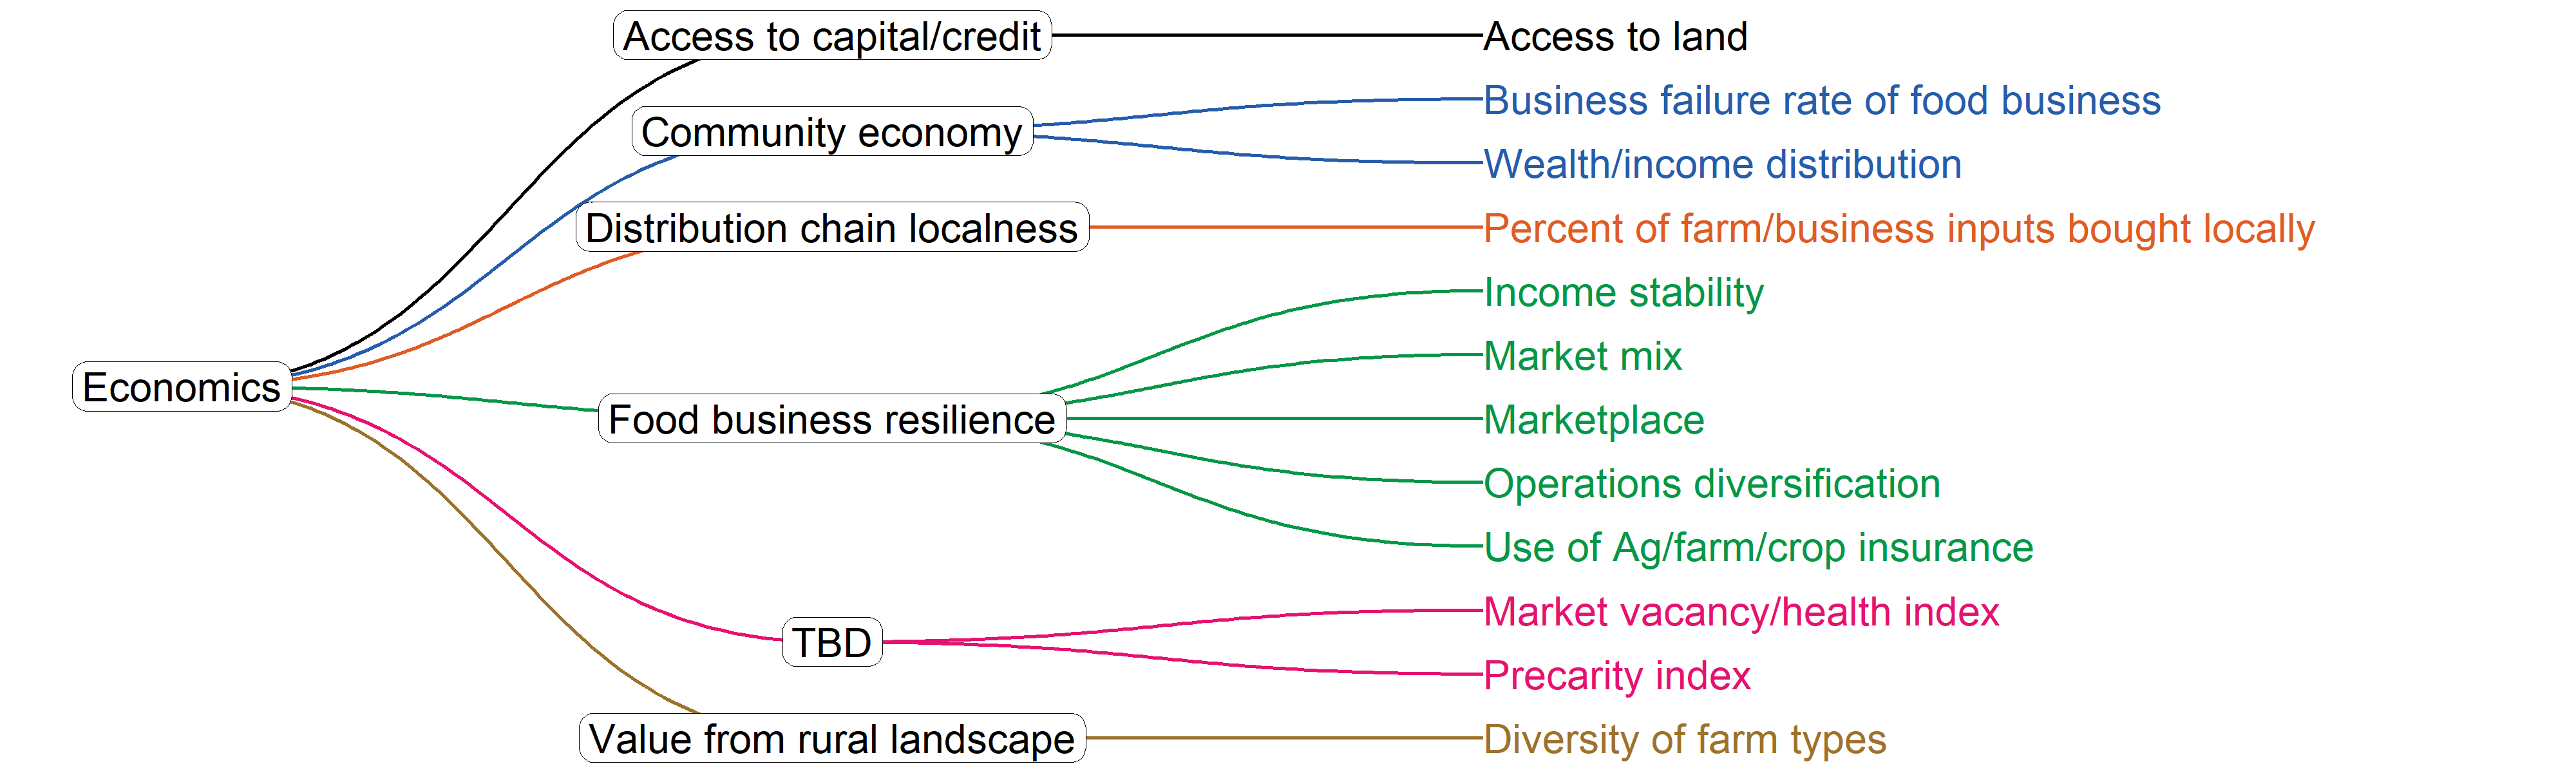 Access to capital/credit
Access to land
Community economy
Business failure rate of food business
Wealth/income distribution
Distribution chain localness
Percent of farm/business inputs bought locally
Economics
Food business resilience
Income stability
Market mix
Marketplace
Operations diversification
Use of Ag/farm/crop insurance
TBD
Market vacancy/health index
Precarity index
Value from rural landscape
Diversity of farm types